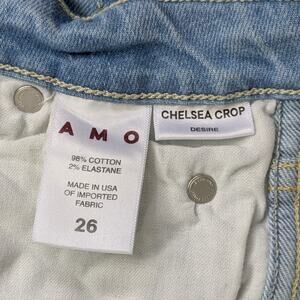 AMO
98% COTTON
2% ELASTANE
MADE IN USA
OF IMPORTED
FABRIC
26
CHELSEA CROP
DESIRE